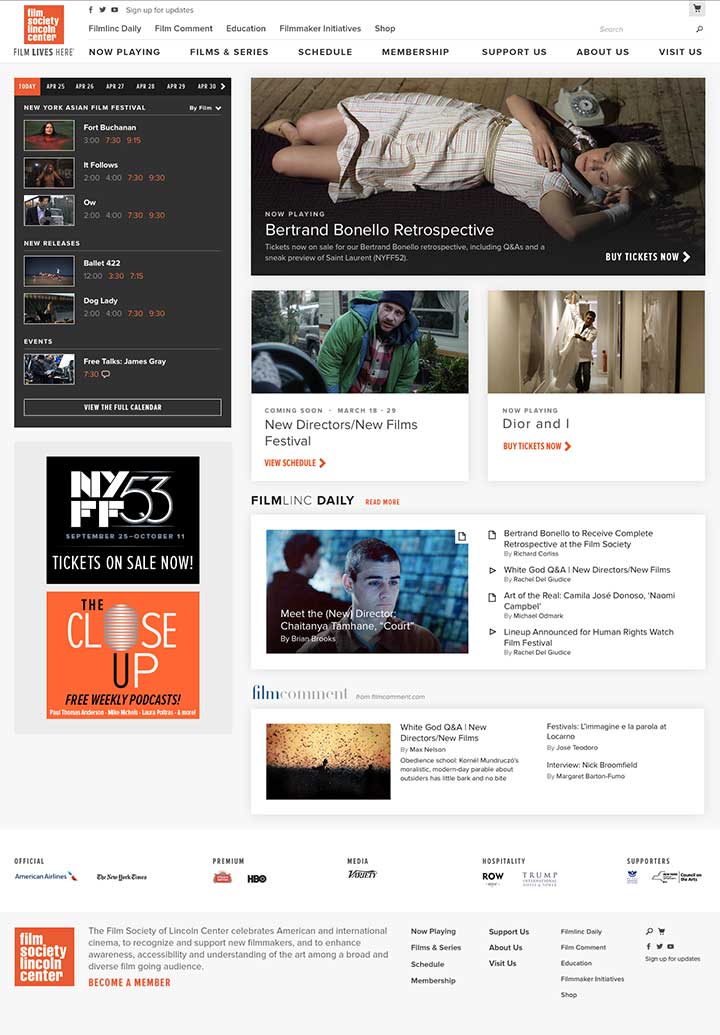 film
society
lincoln
center
FILM LIVES HERE
Sign up for updates
Filmlinc Daily Film Comment Education Filmmaker Initiatives Shop
Search
NOW PLAYING FILMS & SERIES SCHEDULE MEMBERSHIP SUPPORT US ABOUT US VISIT US
TODAY APR 25 APR 26 APR 27 APR 28 APR 29 APR 30
NEW YORK ASIAN FILM FESTIVAL By Film
Fort Buchanan
3:00 7:30 9:15
It Follows
2:00 4:00 7:30 9:30
Ow
2:00 4:00 7:30 9:30
NEW RELEASES
Ballet 422
12:00 3:30 7:15
Dog Lady
2:00 4:00 7:30 9:30
EVENTS
Free Talks: James Gray
7:30
VIEW THE FULL CALENDAR
NYFF53
SEPTEMBER 25–OCTOBER 11
TICKETS ON SALE NOW!
THE
CLOSE
UP
FREE WEEKLY PODCASTS!
Paul Thomas Anderson • Mike Nichols • Laura Poitras • & more!
NOW PLAYING
Bertrand Bonello Retrospective
Tickets now on sale for our Bertrand Bonello retrospective, including Q&As and a
sneak preview of Saint Laurent (NYFF52).
BUY TICKETS NOW
COMING SOON • MARCH 18 - 29
New Directors/New Films
Festival
VIEW SCHEDULE
NOW PLAYING
Dior and I
BUY TICKETS NOW
FILMLINC DAILY READ MORE
Meet the (New) Director:
Chaitanya Tamhane, “Court”
By Brian Brooks
Bertrand Bonello to Receive Complete
Retrospective at the Film Society
By Richard Corliss
White God Q&A | New Directors/New Films
By Rachel Del Giudice
Art of the Real: Camila José Donoso, ‘Naomi
Campbel’
By Michael Odmark
Lineup Announced for Human Rights Watch
Film Festival
By Rachel Del Giudice
filmcomment from filmcomment.com
White God Q&A | New
Directors/New Films
By Max Nelson
Obedience school: Kornél Mundruczó's
moralistic, modern-day parable about
outsiders has little bark and no bite
Festivals: L’immagine e la parola at
Locarno
By José Teodoro
Interview: Nick Broomfield
By Margaret Barton-Fumo
OFFICIAL PREMIUM MEDIA HOSPITALITY SUPPORTERS
American Airlines The New York Times HBO VARIETY ROW TRUMP
INTERNATIONAL
HOTEL & TOWER
Council on
the Arts
film
society
lincoln
center
The Film Society of Lincoln Center celebrates American and international
cinema, to recognize and support new filmmakers, and to enhance
awareness, accessibility and understanding of the art among a broad and
diverse film going audience.
BECOME A MEMBER
Now Playing
Films & Series
Schedule
Membership
Support Us
About Us
Visit Us
Filmlinc Daily
Film Comment
Education
Filmmaker Initiatives
Shop
Sign up for updates